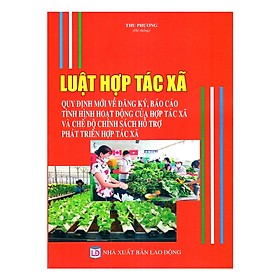 THU PHƯƠNG
(Hệ thống)
LUẬT HỢP TÁC XÃ
QUY ĐỊNH MỚI VỀ ĐĂNG KÝ, BÁO CÁO
TÌNH HÌNH HOẠT ĐỘNG CỦA HỢP TÁC XÃ
VÀ CHẾ ĐỘ CHÍNH SÁCH HỖ TRỢ
PHÁT TRIỂN HỢP TÁC XÃ
NHÀ XUẤT BẢN LAO ĐỘNG